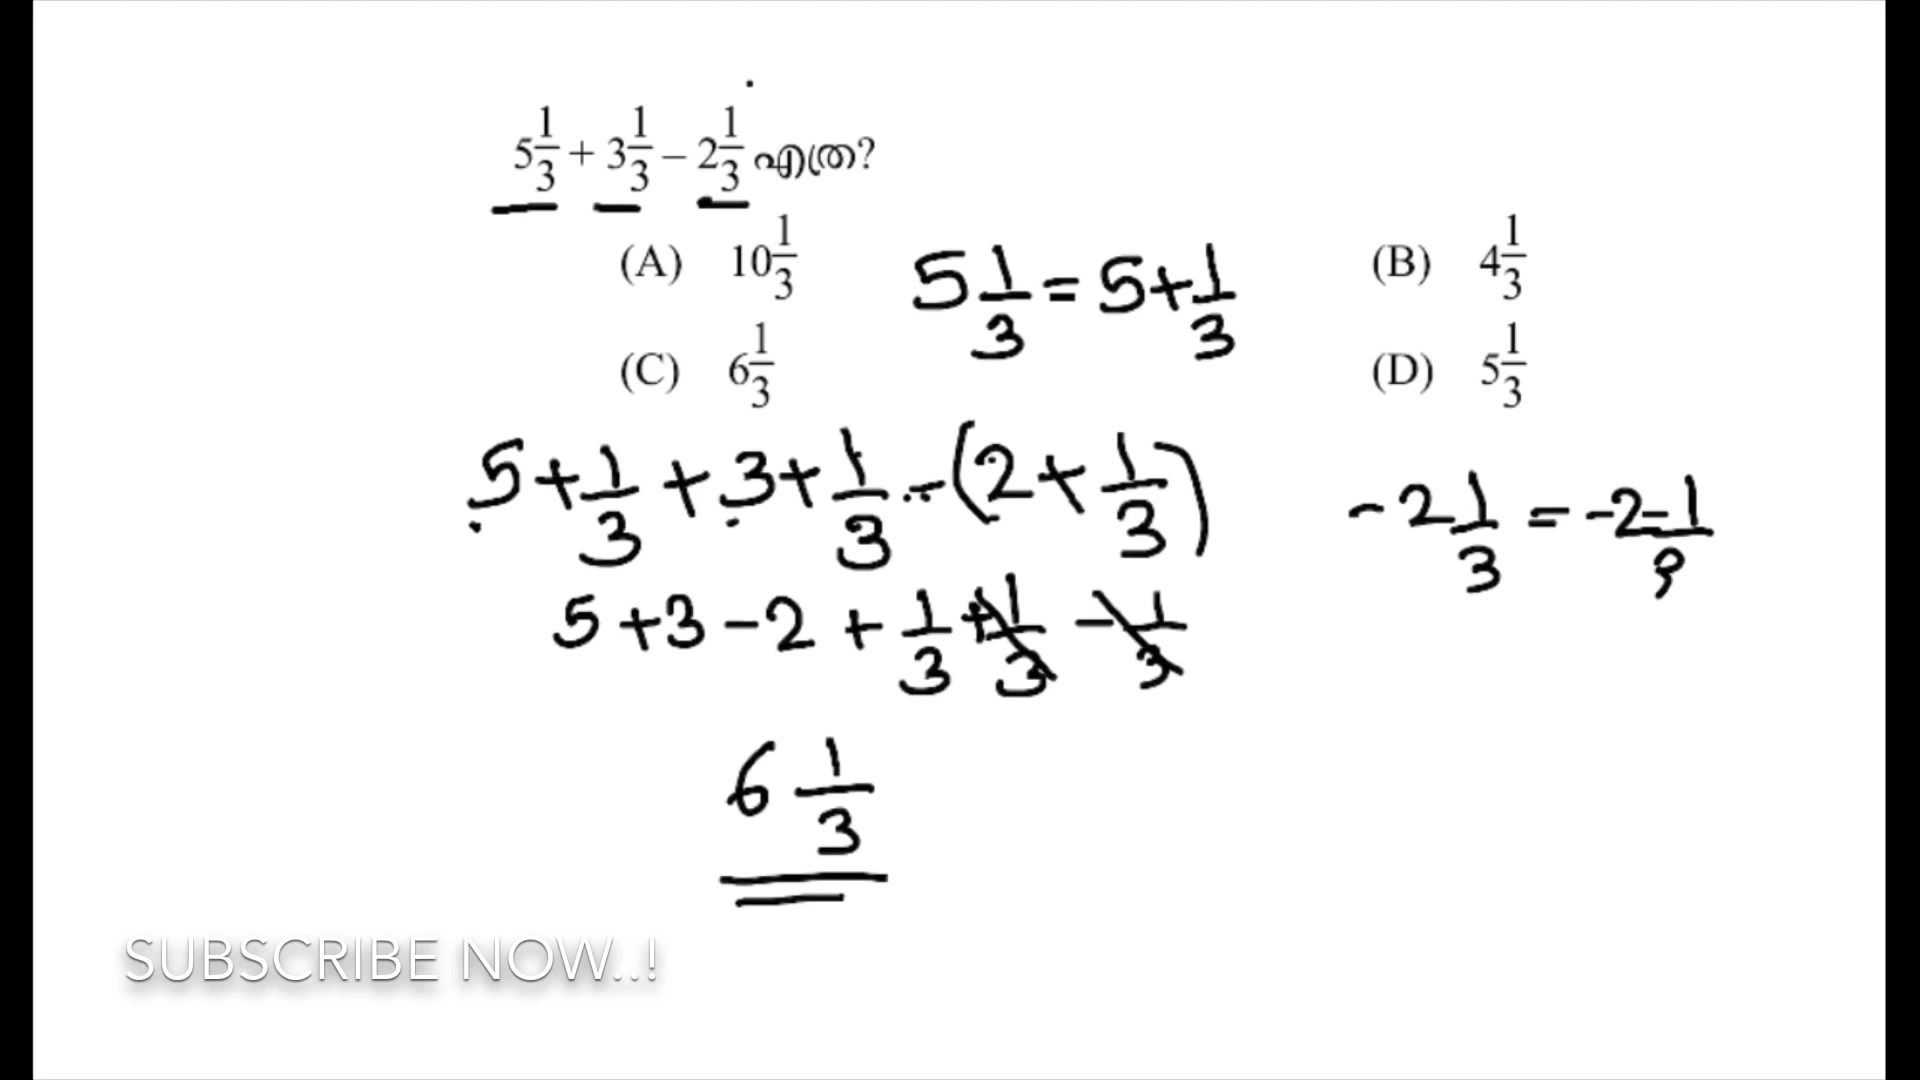 5 1/3 + 3 1/3 – 2 1/3 എത്ര?
(A) 10 1/3 (B) 4 1/3
5 1/3 = 5 + 1/3
(C) 6 1/3 (D) 5 1/3
5 + 1/3 + 3 + 1/3 - (2 + 1/3)
-2 1/3 = -2 - 1/3
5 + 3 - 2 + 1/3 + 1/3 - 1/3
6 1/3
SUBSCRIBE NOW..!